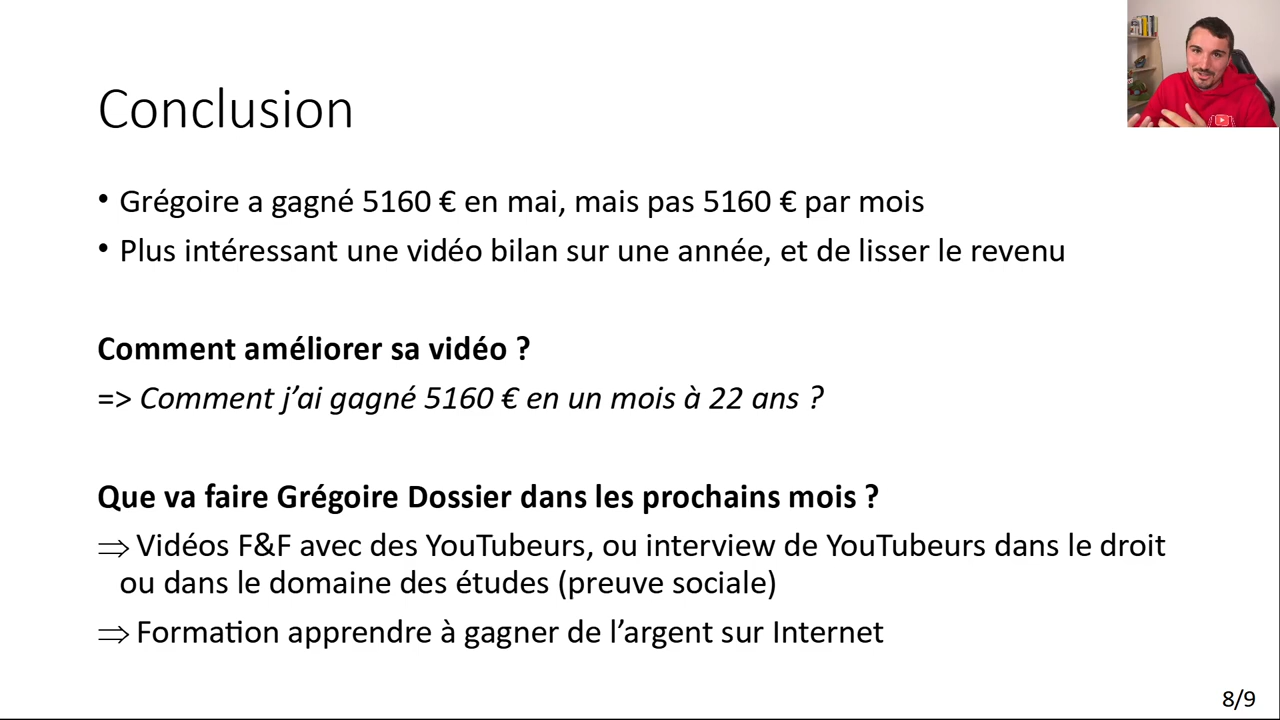 Conclusion
• Grégoire a gagné 5160 € en mai, mais pas 5160 € par mois
• Plus intéressant une vidéo bilan sur une année, et de lisser le revenu
Comment améliorer sa vidéo ?
=> Comment j’ai gagné 5160 € en un mois à 22 ans ?
Que va faire Grégoire Dossier dans les prochains mois ?
⇒ Vidéos F&F avec des YouTubeurs, ou interview de YouTubeurs dans le droit
ou dans le domaine des études (preuve sociale)
⇒ Formation apprendre à gagner de l’argent sur Internet
8/9